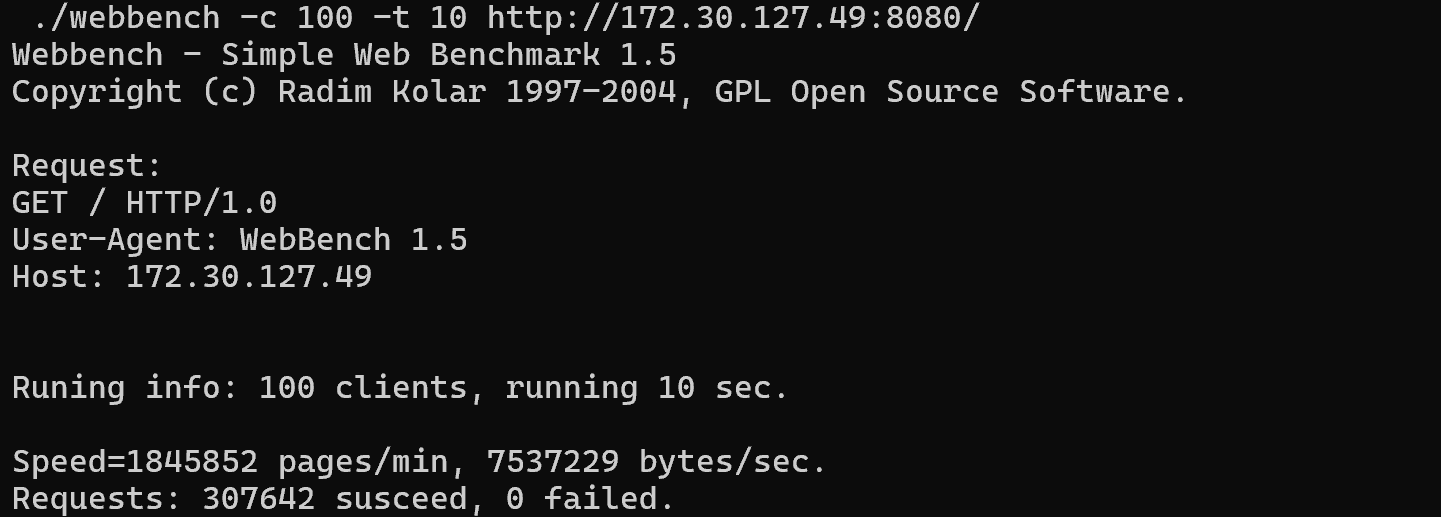 ./webbench -c 100 -t 10 http://172.30.127.49:8080/
Webbench - Simple Web Benchmark 1.5
Copyright (c) Radim Kolar 1997-2004, GPL Open Source Software.
Request:
GET / HTTP/1.0
User-Agent: WebBench 1.5
Host: 172.30.127.49
Runing info: 100 clients, running 10 sec.
Speed=1845852 pages/min, 7537229 bytes/sec.
Requests: 307642 susceed, 0 failed.